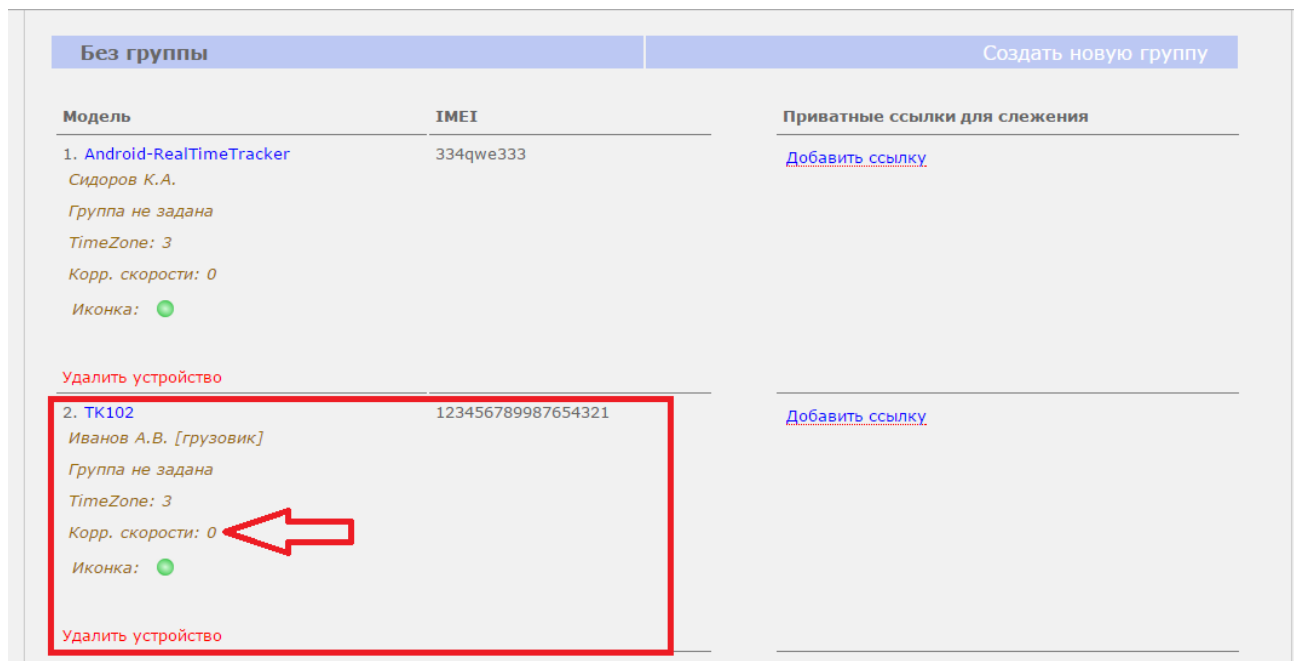 Без группы Создать новую группу
Модель IMEI Приватные ссылки для слежения
1. Android-RealTimeTracker 334qwe333 Добавить ссылку
Сидоров К.А.
Группа не задана
TimeZone: 3
Корр. скорости: 0
Иконка:
Удалить устройство
2. TK102 123456789987654321 Добавить ссылку
Иванов А.В. [грузовик]
Группа не задана
TimeZone: 3
Корр. скорости: 0
Иконка:
Удалить устройство